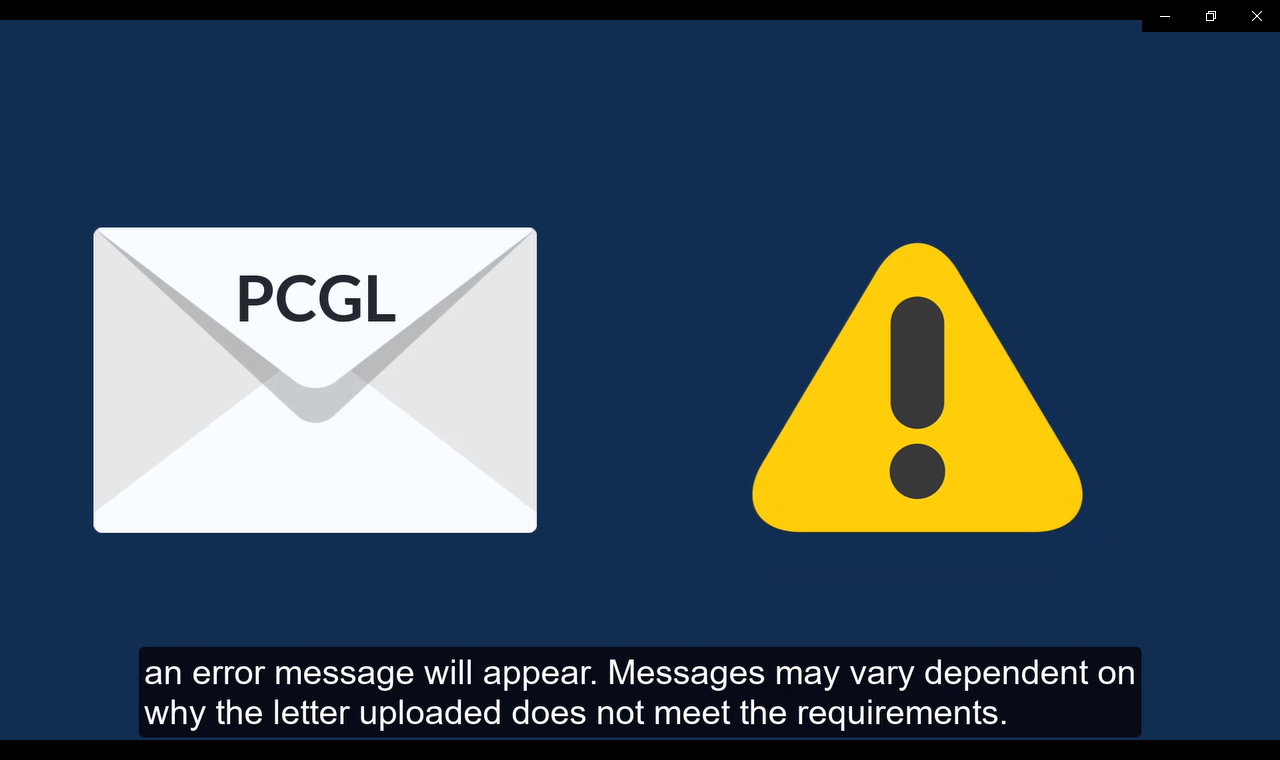 PCGL
an error message will appear. Messages may vary dependent on
why the letter uploaded does not meet the requirements.